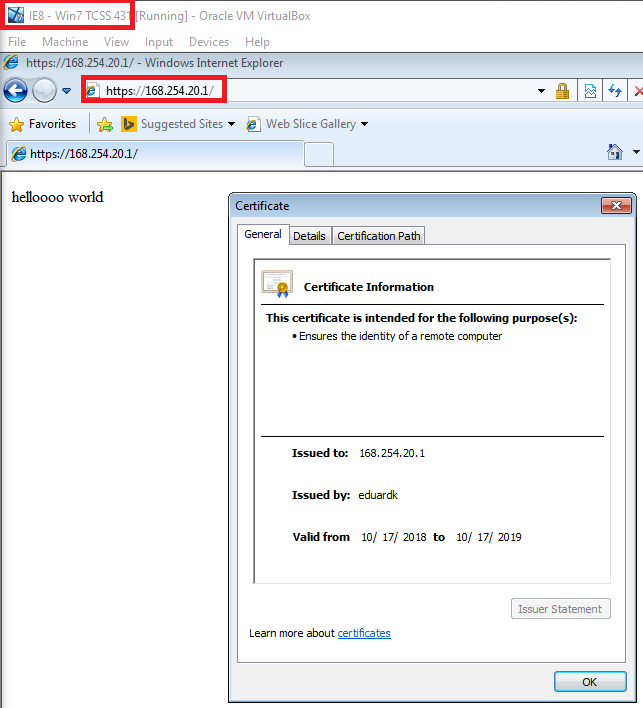 IE8 - Win7 TCSS 431 [Running] - Oracle VM VirtualBox
File Machine View Input Devices Help
https://168.254.20.1/ - Windows Internet Explorer
https://168.254.20.1/
Favorites Suggested Sites Web Slice Gallery
https://168.254.20.1/
helloooo world
Certificate
General Details Certification Path
Certificate Information
This certificate is intended for the following purpose(s):
• Ensures the identity of a remote computer
Issued to: 168.254.20.1
Issued by: eduardk
Valid from 10/ 17/ 2018 to 10/ 17/ 2019
Issuer Statement
Learn more about certificates
OK